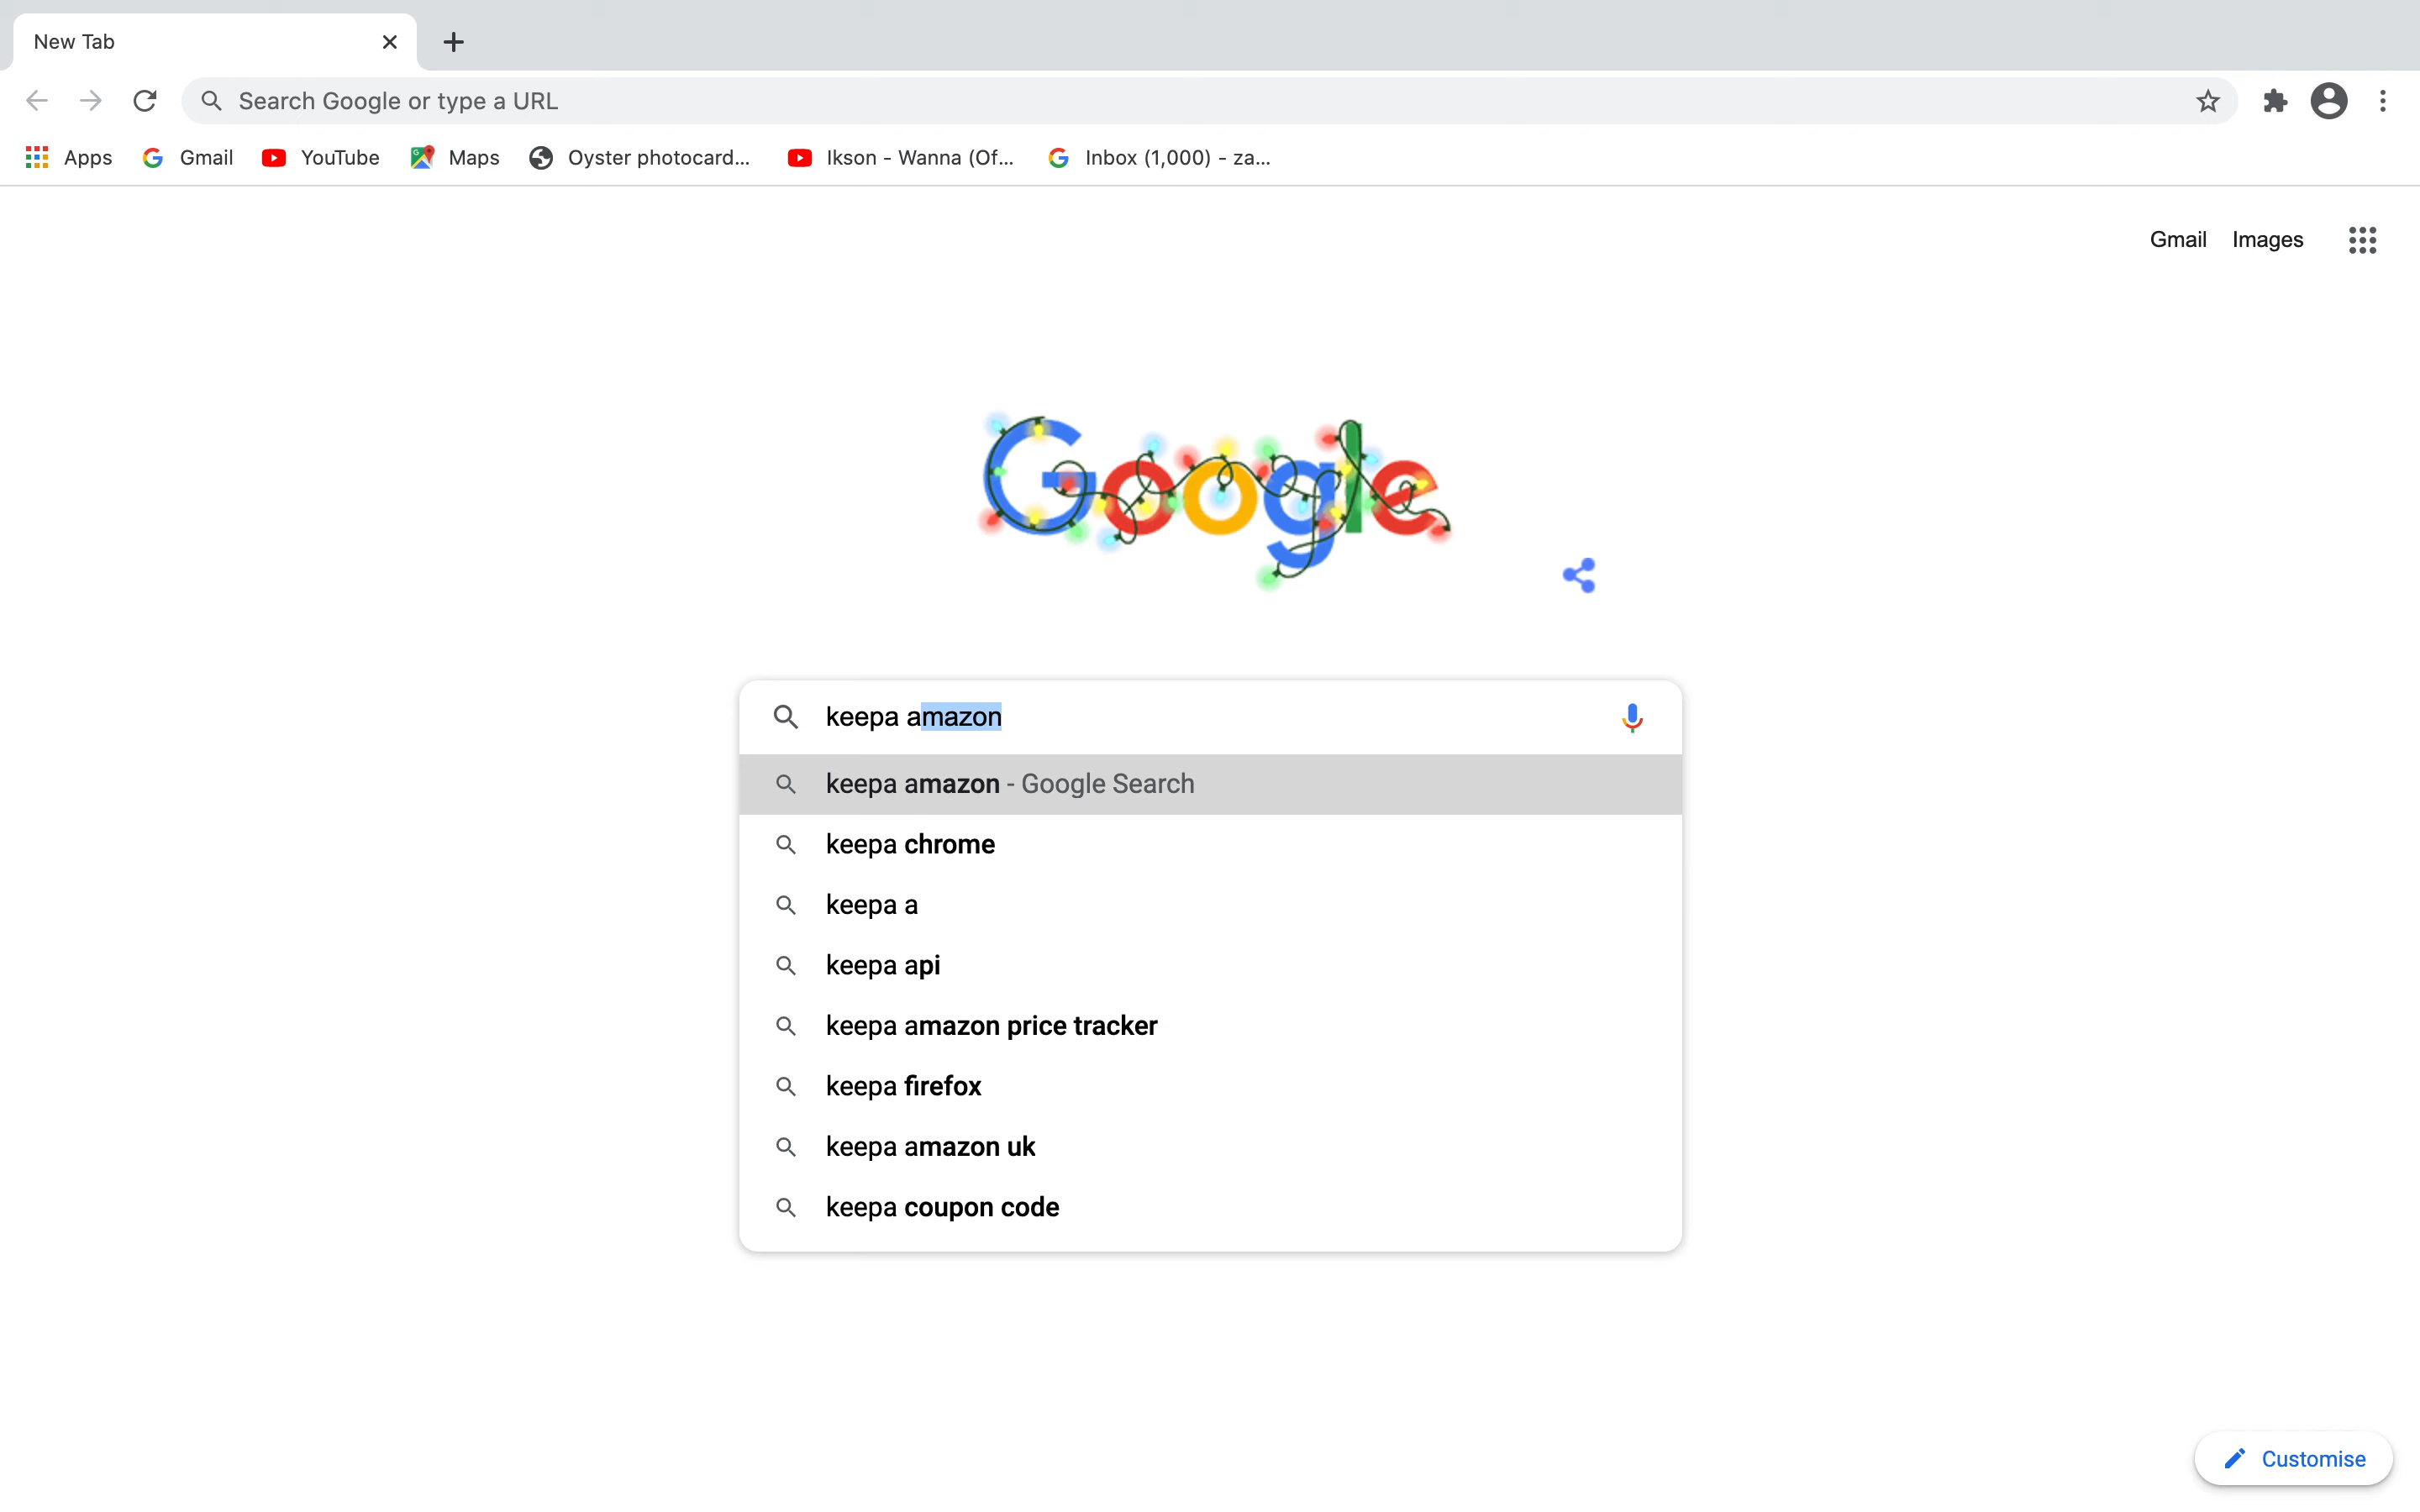 New Tab
Search Google or type a URL
Apps Gmail YouTube Maps Oyster photocard... Ikson - Wanna (Of... Inbox (1,000) - za...
Gmail Images
Google
keepa amazon
keepa amazon - Google Search
keepa chrome
keepa a
keepa api
keepa amazon price tracker
keepa firefox
keepa amazon uk
keepa coupon code
Customise